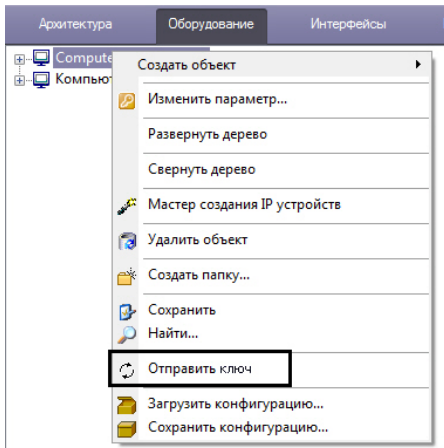 Архитектура Оборудование Интерфейсы
Compute
Компьют
Создать объект
Изменить параметр...
Развернуть дерево
Свернуть дерево
Мастер создания IP устройств
Удалить объект
Создать папку...
Сохранить
Найти...
Отправить ключ
Загрузить конфигурацию...
Сохранить конфигурацию...